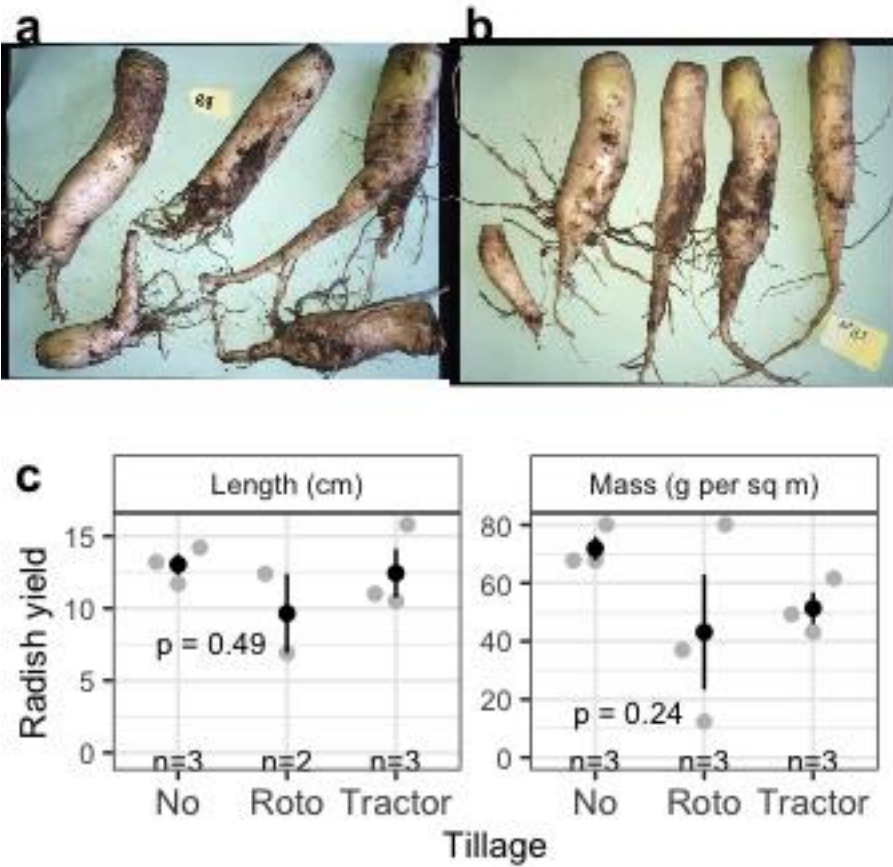 a
b
c
Length (cm)
Mass (g per sq m)
Radish yield
15
10
5
0
p = 0.49
n=3
n=2
n=3
No
Roto
Tractor
80
60
40
20
0
p = 0.24
n=3
n=3
n=3
No
Roto
Tractor
Tillage